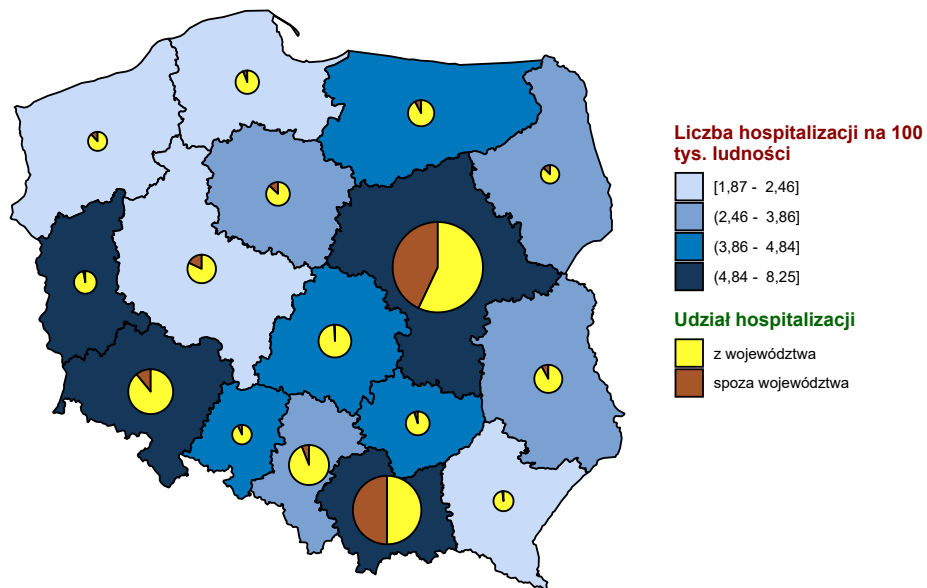 Liczba hospitalizacji na 100
tys. ludności
[1,87 - 2,46]
(2,46 - 3,86]
(3,86 - 4,84]
(4,84 - 8,25]
Udział hospitalizacji
z województwa
spoza województwa